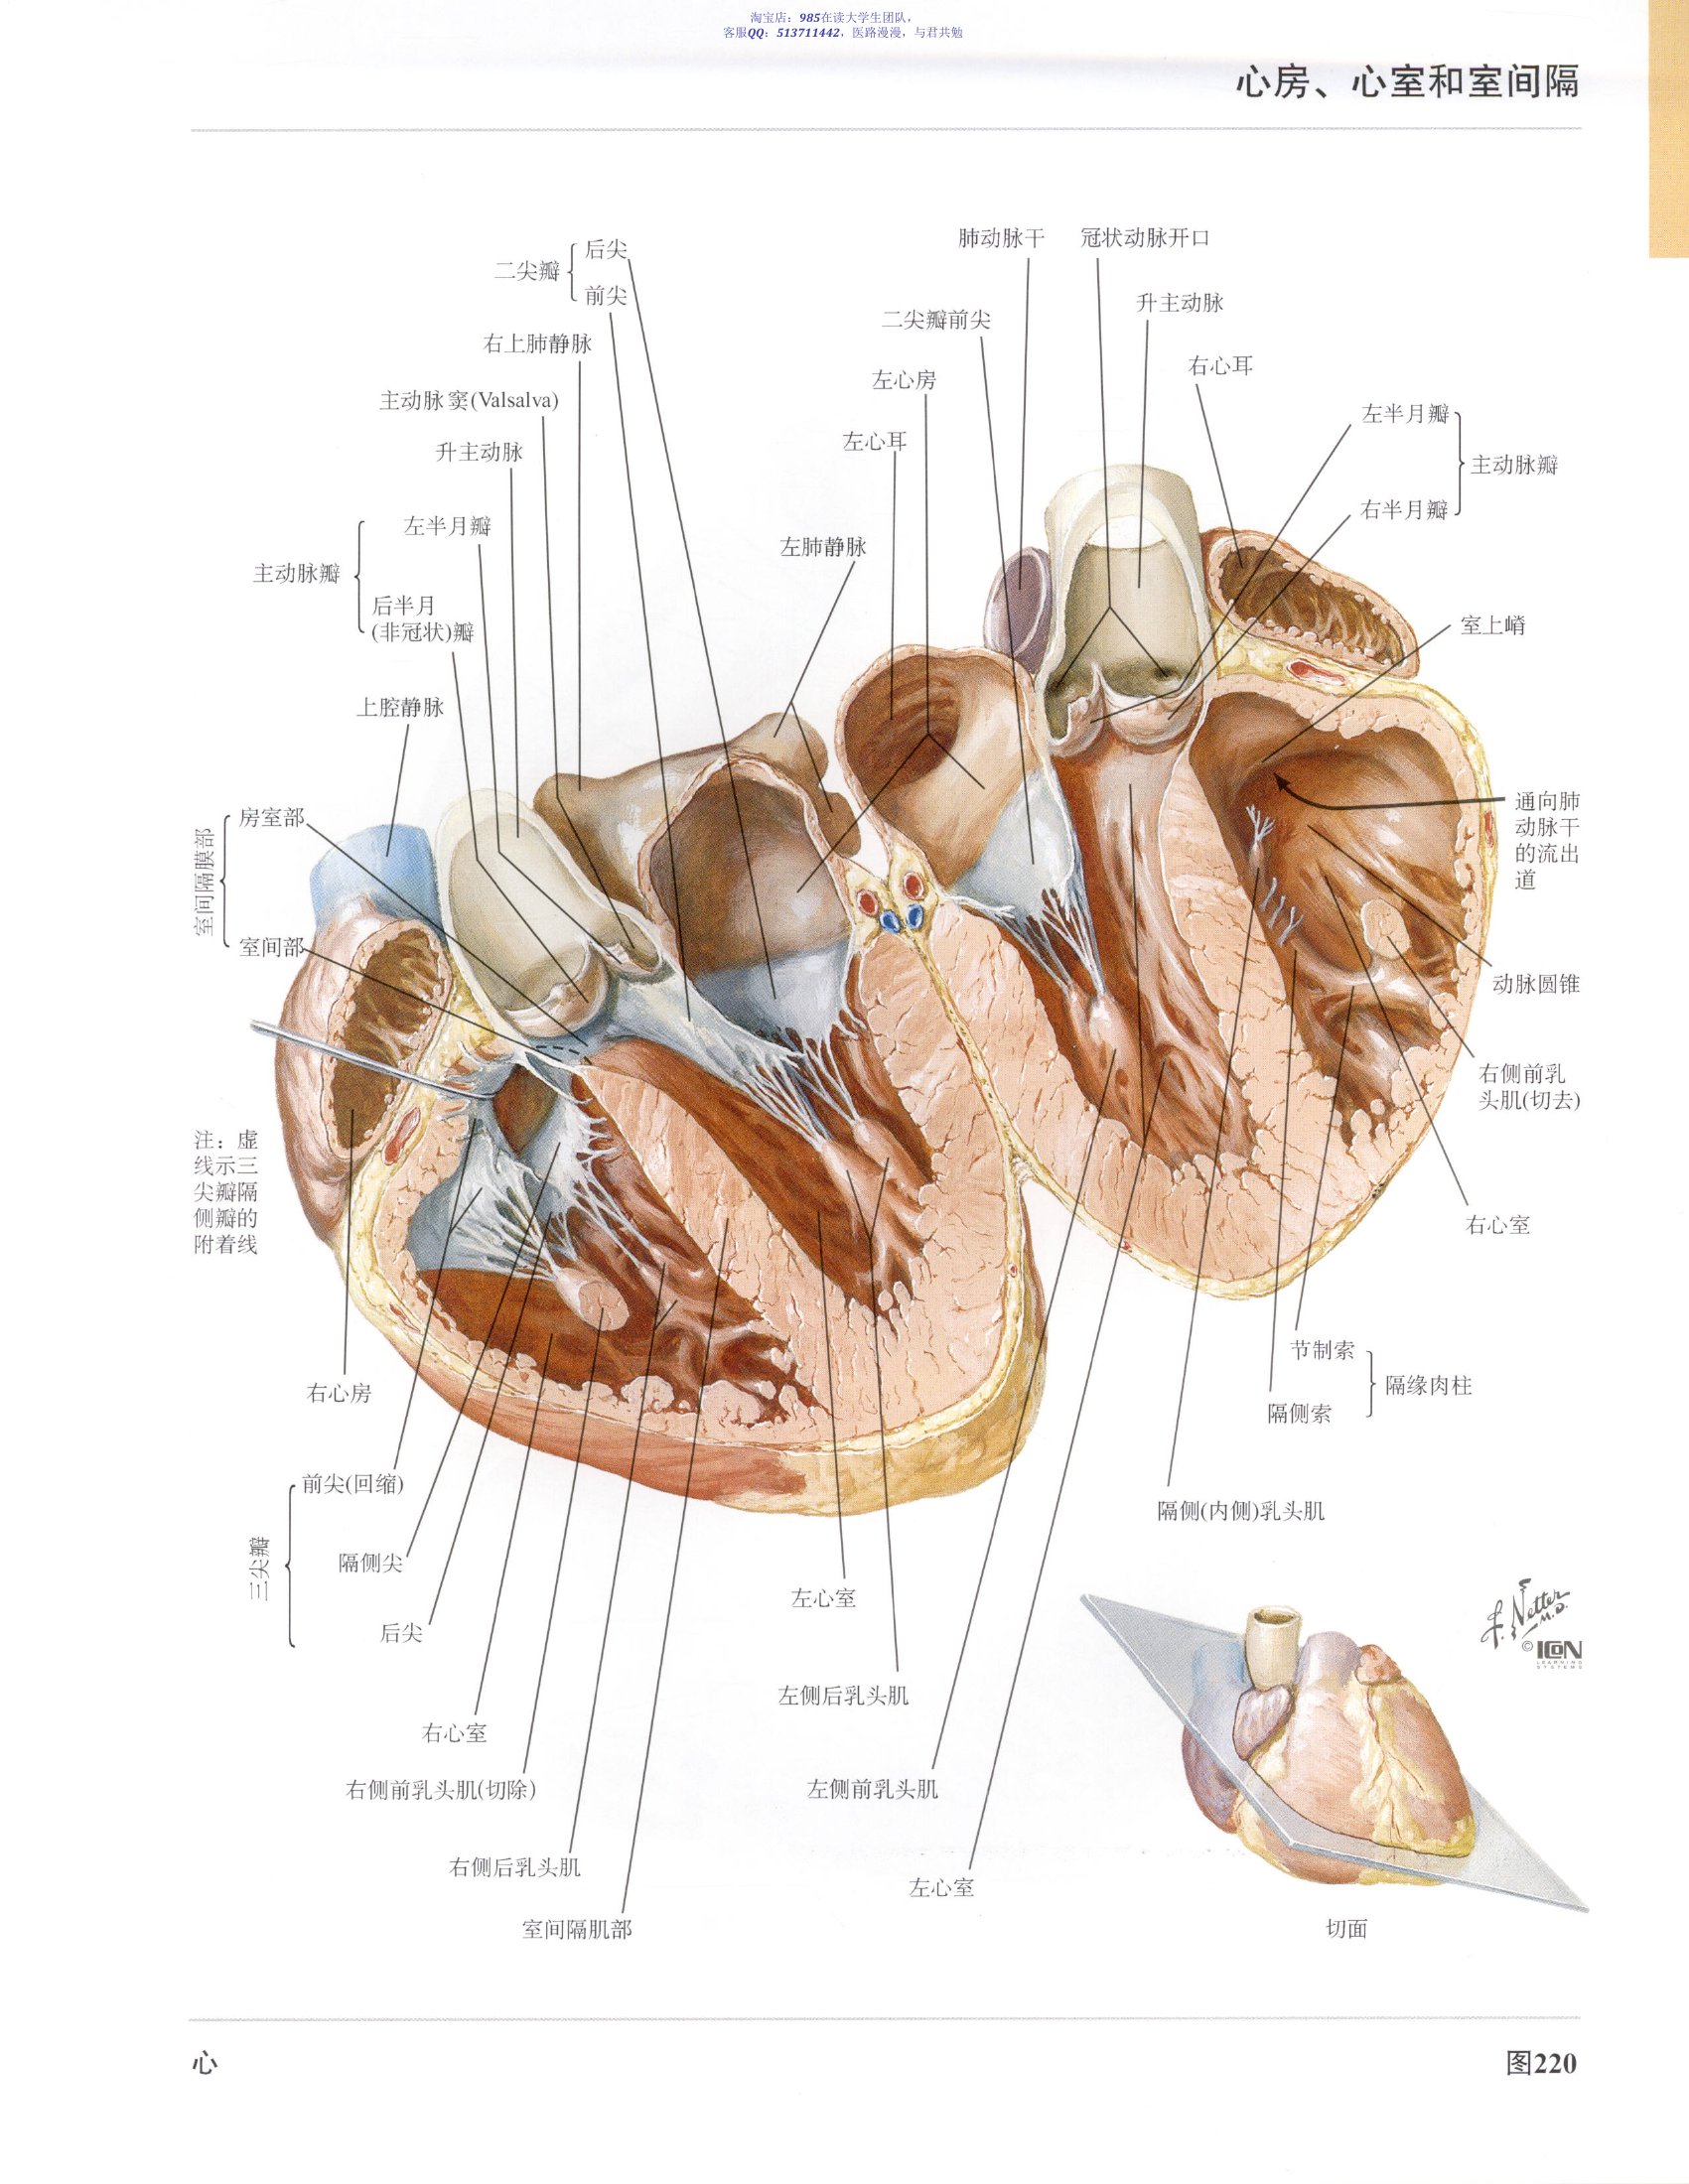 淘宝店：985在读大学生团队，
客服QQ：513711442，医路漫漫，与君共勉
心房、心室和室间隔
二尖瓣
后尖
前尖
右上肺静脉
主动脉窦(Valsalva)
升主动脉
主动脉瓣
左半月瓣
后半月
(非冠状)瓣
上腔静脉
室间隔膜部
房室部
室间部
注：虚
线示三
尖瓣隔
侧瓣的
附着线
右心房
三尖瓣
前尖(回缩)
隔侧尖
后尖
右心室
右侧前乳头肌(切除)
右侧后乳头肌
室间隔肌部
肺动脉干
冠状动脉开口
升主动脉
二尖瓣前尖
右心耳
左心房
左心耳
左肺静脉
左半月瓣
主动脉瓣
右半月瓣
室上嵴
通向肺
动脉干
的流出
道
动脉圆锥
右侧前乳
头肌(切去)
右心室
节制索
隔缘肉柱
隔侧索
隔侧(内侧)乳头肌
左心室
左侧后乳头肌
左侧前乳头肌
左心室
F. Netter
M.D.
© ICON
LEARNING
SYSTEMS
切面
心
图220